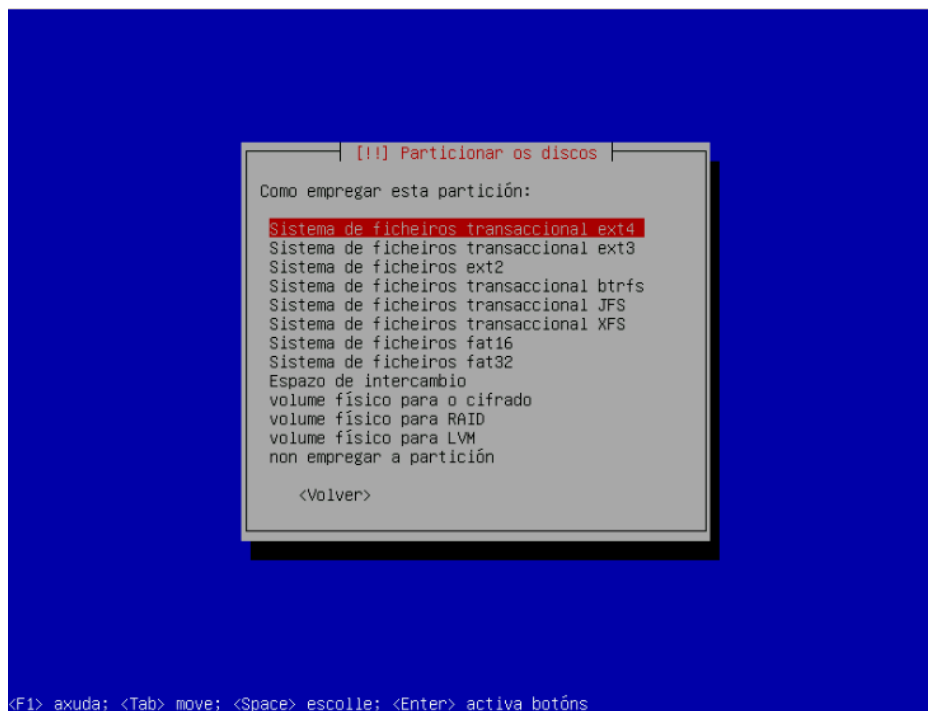 [!!] Particionar os discos
Como empregar esta partición:
Sistema de ficheiros transaccional ext4
Sistema de ficheiros transaccional ext3
Sistema de ficheiros ext2
Sistema de ficheiros transaccional btrfs
Sistema de ficheiros transaccional JFS
Sistema de ficheiros transaccional XFS
Sistema de ficheiros fat16
Sistema de ficheiros fat32
Espazo de intercambio
volume físico para o cifrado
volume físico para RAID
volume físico para LVM
non empregar a partición
<Volver>
<F1> axuda; <Tab> move; <Space> escolle; <Enter> activa botóns